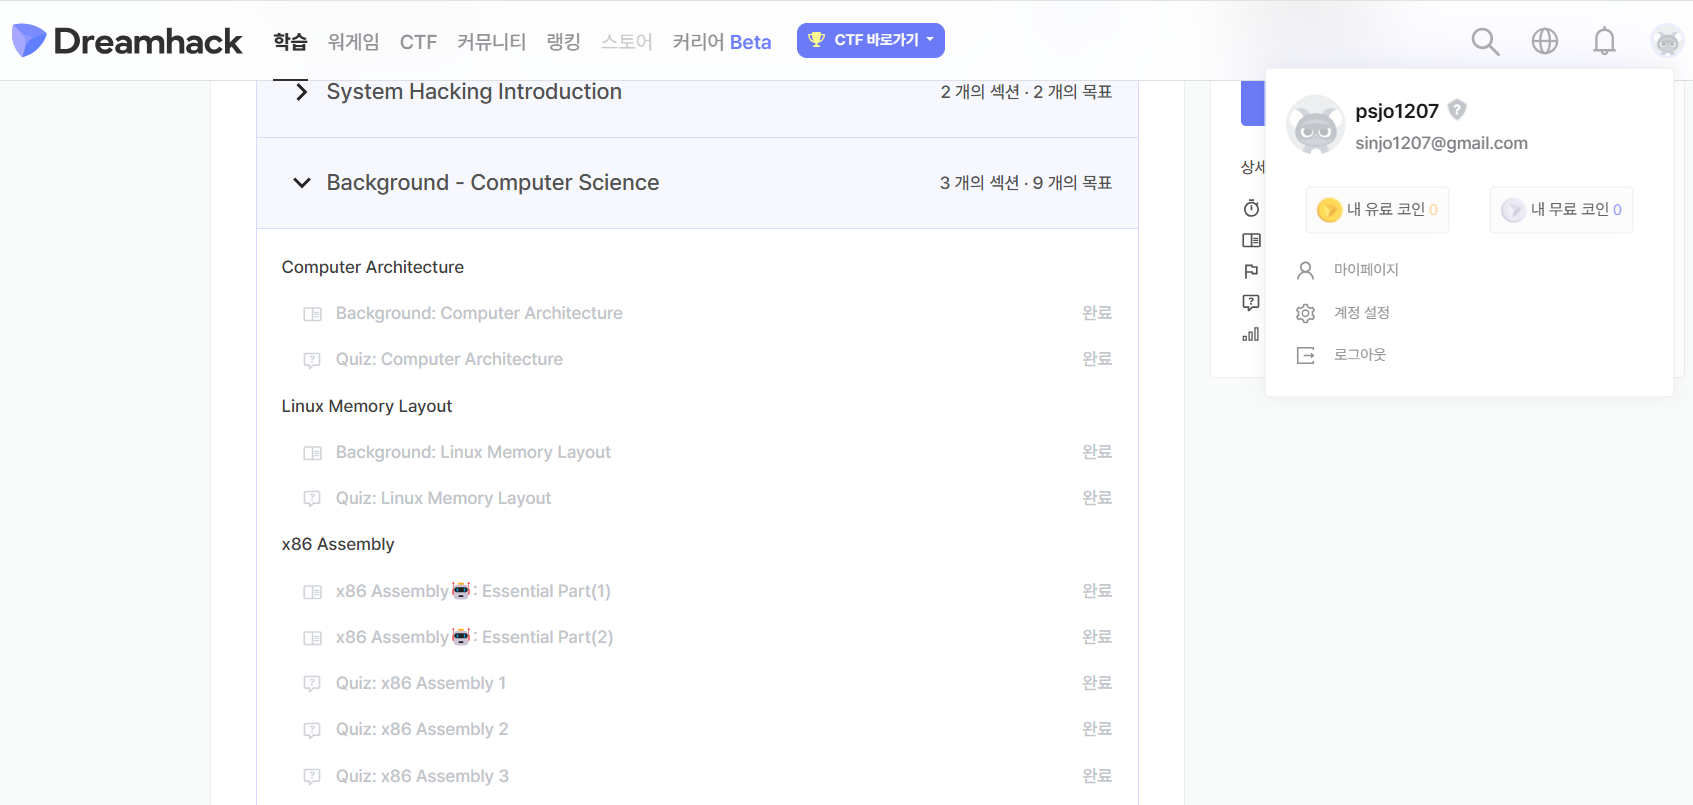 Dreamhack 학습 워게임 CTF 커뮤니티 랭킹 스토어 커리어 Beta CTF 바로가기
System Hacking Introduction 2 개의 섹션 · 2 개의 목표
Background - Computer Science 3 개의 섹션 · 9 개의 목표
Computer Architecture
Background: Computer Architecture 완료
Quiz: Computer Architecture 완료
Linux Memory Layout
Background: Linux Memory Layout 완료
Quiz: Linux Memory Layout 완료
x86 Assembly
x86 Assembly🤖: Essential Part(1) 완료
x86 Assembly🤖: Essential Part(2) 완료
Quiz: x86 Assembly 1 완료
Quiz: x86 Assembly 2 완료
Quiz: x86 Assembly 3 완료
상세
psjo1207
sinjo1207@gmail.com
내 유료 코인 0 내 무료 코인 0
마이페이지
계정 설정
로그아웃